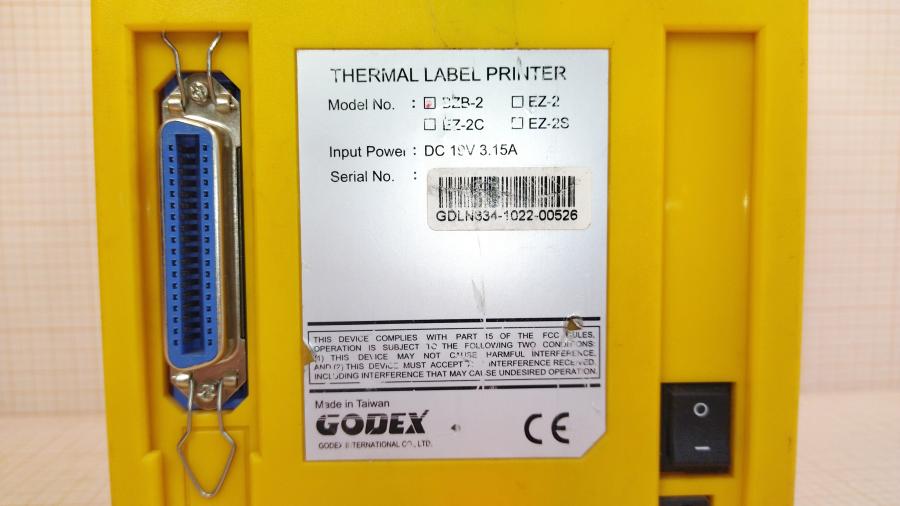 THERMAL LABEL PRINTER
Model No. : ☑ BZB-2 ☐ EZ-2
☐ EZ-2C ☐ EZ-2S
Input Power : DC 19V 3.15A
Serial No. :
GDLN334-1022-00526
THIS DEVICE COMPLIES WITH PART 15 OF THE FCC RULES.
OPERATION IS SUBJECT TO THE FOLLOWING TWO CONDITIONS:
(1) THIS DEVICE MAY NOT CAUSE HARMFUL INTERFERENCE,
AND (2) THIS DEVICE MUST ACCEPT INTERFERENCE RECEIVED,
INCLUDING INTERFERENCE THAT MAY CAUSE UNDESIRED OPERATION.
Made in Taiwan
GODEX
CE
GODEX INTERNATIONAL CO., LTD.